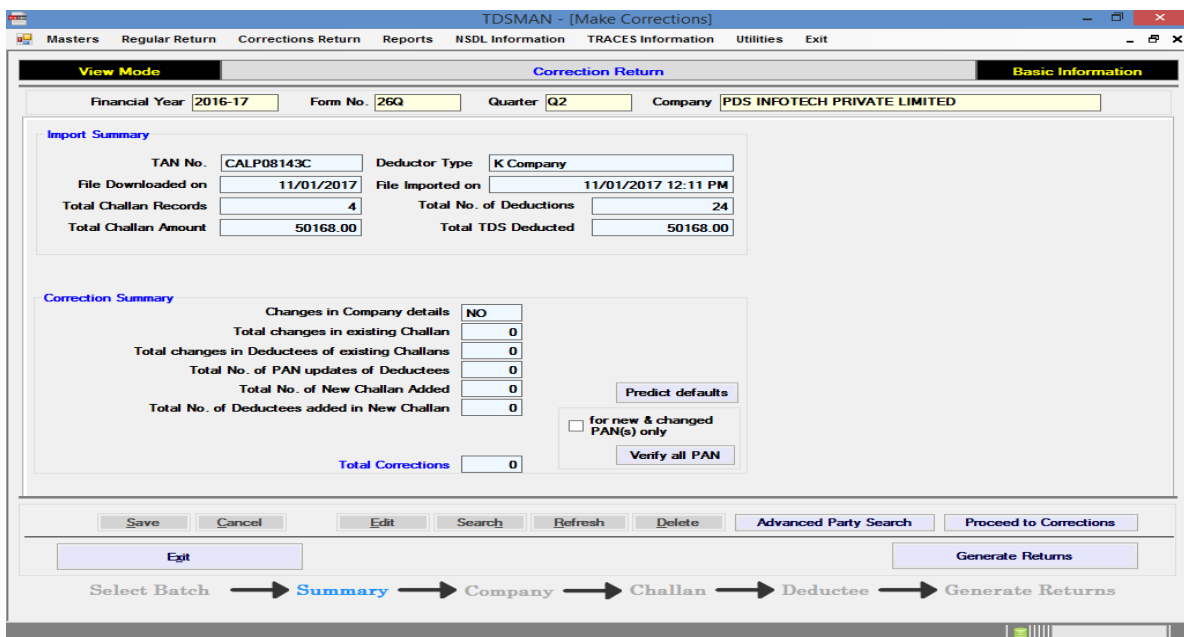 TDSMAN - [Make Corrections]
Masters Regular Return Corrections Return Reports NSDL Information TRACES Information Utilities Exit
View Mode Correction Return Basic Information
Financial Year 2016-17 Form No. 26Q Quarter Q2 Company PDS INFOTECH PRIVATE LIMITED
Import Summary
TAN No. CALP08143C Deductor Type K Company
File Downloaded on 11/01/2017 File Imported on 11/01/2017 12:11 PM
Total Challan Records 4 Total No. of Deductions 24
Total Challan Amount 50168.00 Total TDS Deducted 50168.00
Correction Summary
Changes in Company details NO
Total changes in existing Challan 0
Total changes in Deductees of existing Challans 0
Total No. of PAN updates of Deductees 0
Total No. of New Challan Added 0 Predict defaults
Total No. of Deductees added in New Challan 0
for new & changed
PAN(s) only
Verify all PAN
Total Corrections 0
Save Cancel Edit Search Refresh Delete Advanced Party Search Proceed to Corrections
Exit Generate Returns
Select Batch Summary Company Challan Deductee Generate Returns